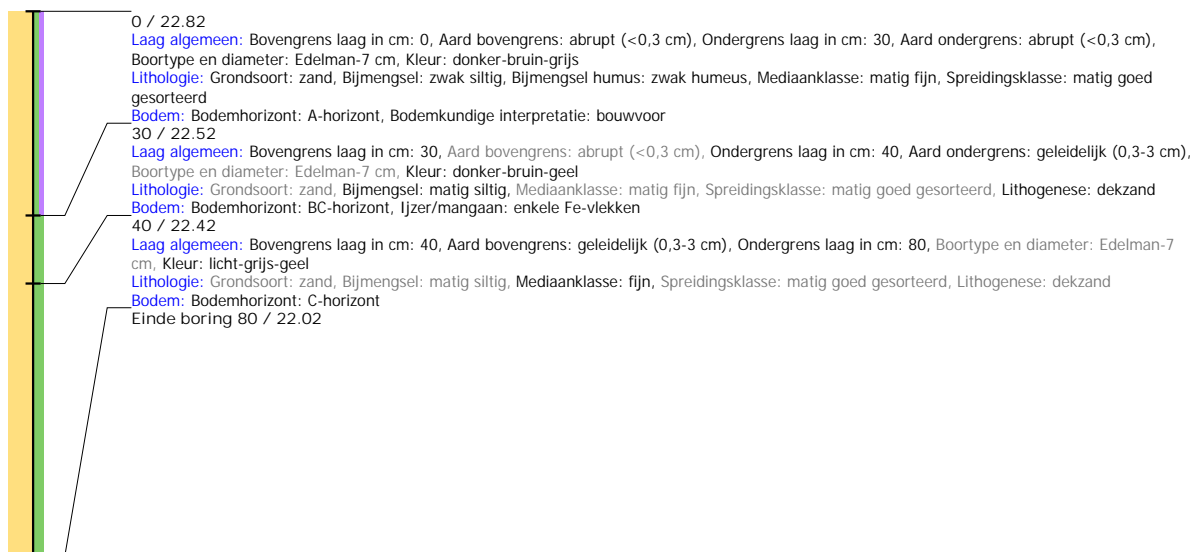 0 / 22.82
Laag algemeen: Bovengrens laag in cm: 0, Aard bovengrens: abrupt (<0,3 cm), Ondergrens laag in cm: 30, Aard ondergrens: abrupt (<0,3 cm),
Boortype en diameter: Edelman-7 cm, Kleur: donker-bruin-grijs
Lithologie: Grondsoort: zand, Bijmengsel: zwak siltig, Bijmengsel humus: zwak humeus, Mediaanklasse: matig fijn, Spreidingsklasse: matig goed
gesorteerd
Bodem: Bodemhorizont: A-horizont, Bodemkundige interpretatie: bouwvoor
30 / 22.52
Laag algemeen: Bovengrens laag in cm: 30, Aard bovengrens: abrupt (<0,3 cm), Ondergrens laag in cm: 40, Aard ondergrens: geleidelijk (0,3-3 cm),
Boortype en diameter: Edelman-7 cm, Kleur: donker-bruin-geel
Lithologie: Grondsoort: zand, Bijmengsel: matig siltig, Mediaanklasse: matig fijn, Spreidingsklasse: matig goed gesorteerd, Lithogenese: dekzand
Bodem: Bodemhorizont: BC-horizont, Ijzer/mangaan: enkele Fe-vlekken
40 / 22.42
Laag algemeen: Bovengrens laag in cm: 40, Aard bovengrens: geleidelijk (0,3-3 cm), Ondergrens laag in cm: 80, Boortype en diameter: Edelman-7
cm, Kleur: licht-grijs-geel
Lithologie: Grondsoort: zand, Bijmengsel: matig siltig, Mediaanklasse: fijn, Spreidingsklasse: matig goed gesorteerd, Lithogenese: dekzand
Bodem: Bodemhorizont: C-horizont
Einde boring 80 / 22.02